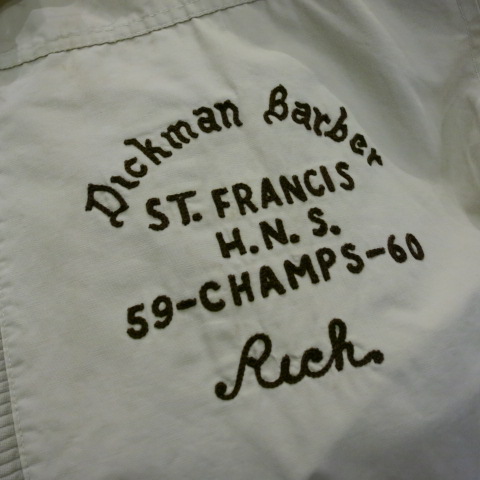 Dickman Barber
ST. FRANCIS
H.N.S.
59-CHAMPS-60
Rich.